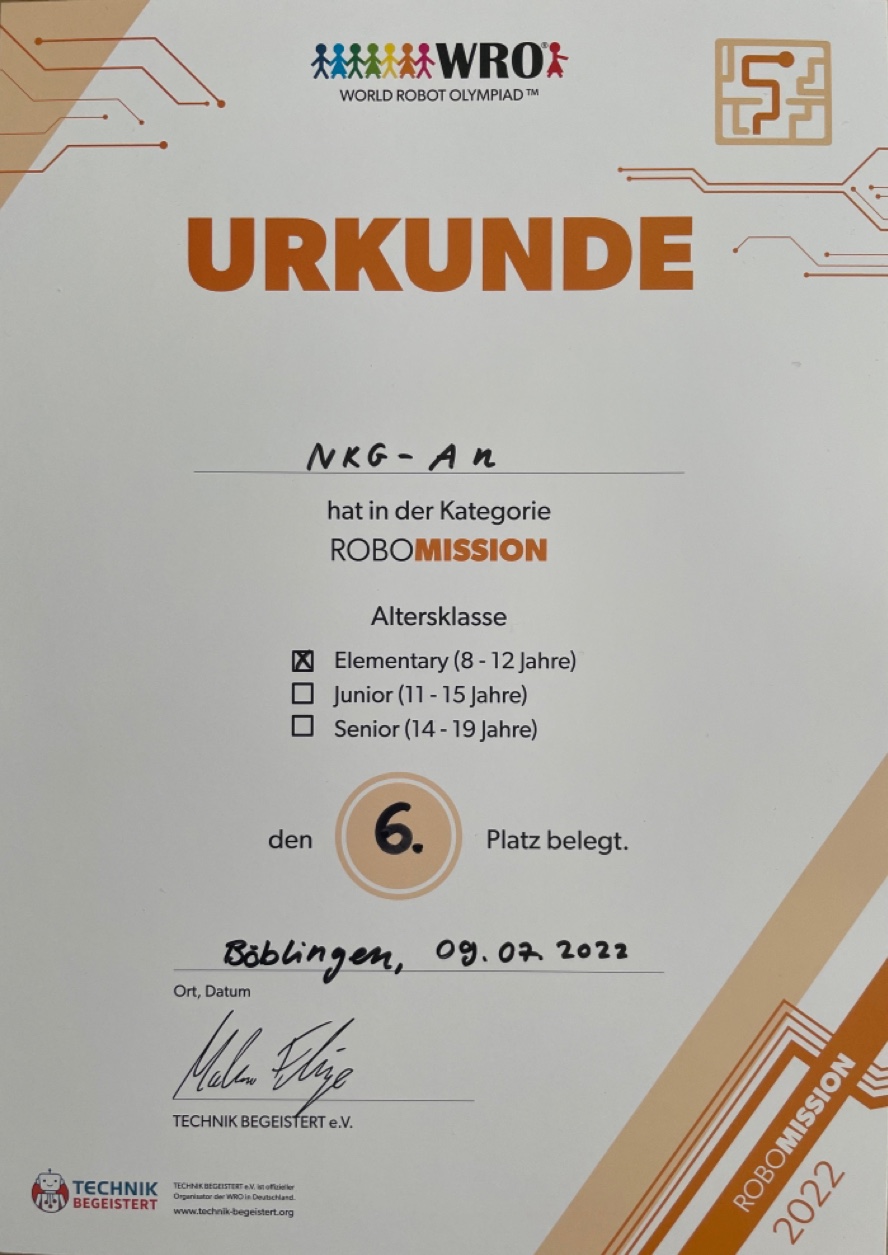 WRO®
WORLD ROBOT OLYMPIAD™
URKUNDE
NKG - An
hat in der Kategorie
ROBOMISSION
Altersklasse
☒ Elementary (8 - 12 Jahre)
☐ Junior (11 - 15 Jahre)
☐ Senior (14 - 19 Jahre)
den 6. Platz belegt.
Böblingen, 09.07.2022
Ort, Datum
TECHNIK BEGEISTERT e.V.
TECHNIK BEGEISTERT
TECHNIK BEGEISTERT e.V. ist offizieller
Organisator der WRO in Deutschland.
www.technik-begeistert.org
ROBOMISSION
2022